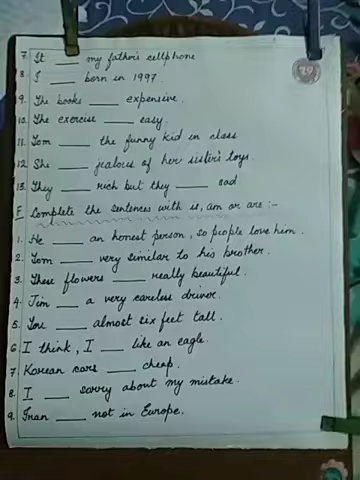 7. It ___ my father's cellphone
8. I ___ born in 1997.
9. The books ___ expensive.
10. The exercise ___ easy.
11. Tom ___ the funny kid in class
12. She ___ jealous of her sister's toys.
13. They ___ rich but they ___ sad
F Complete the sentences with is, am or are :-
1. He ___ an honest person, so people love him.
2. Tom ___ very similar to his brother.
3. These flowers ___ really beautiful.
4. Jim ___ a very careless driver.
5. Joe ___ almost six feet tall.
6. I think, I ___ like an eagle.
7. Korean cars ___ cheap.
8. I ___ sorry about my mistake.
9. Iran ___ not in Europe.